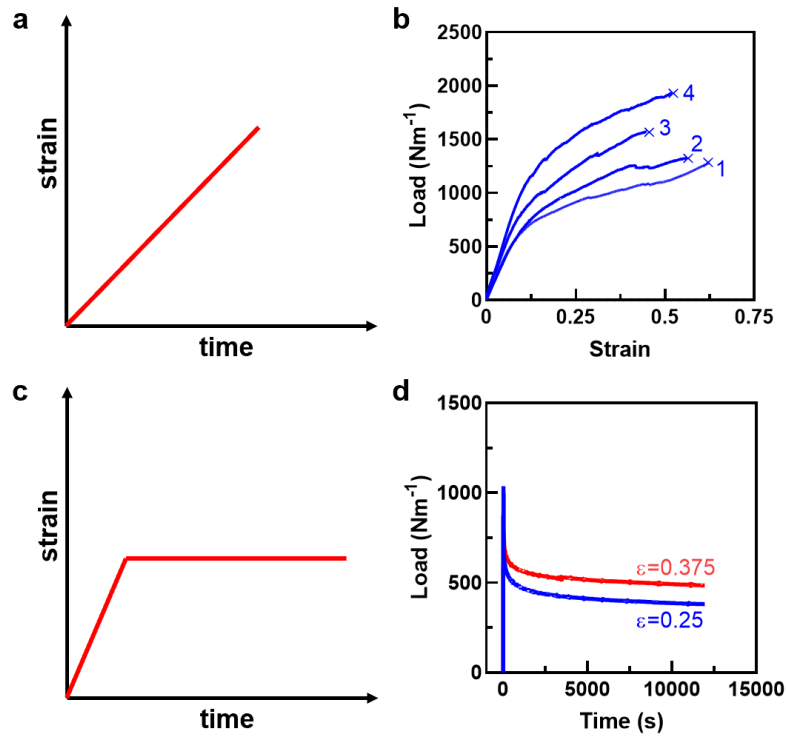 a
strain
time
b
Load (Nm⁻¹)
2500
2000
1500
1000
500
0
0
0.25
0.5
0.75
Strain
4
3
2
1
c
strain
time
d
Load (Nm⁻¹)
1500
1000
500
0
0
5000
10000
15000
Time (s)
ε=0.375
ε=0.25